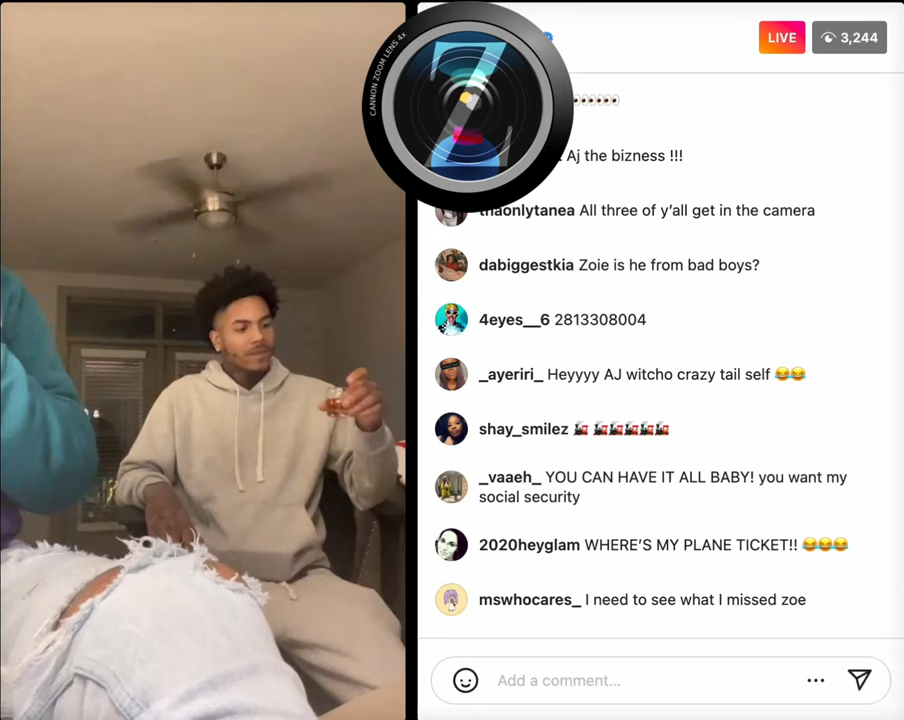 CANNON ZOOM LENS 4x
Z
LIVE
3,244
Aj the bizness !!!
thaonlytanea All three of y’all get in the camera
dabiggestkia Zoie is he from bad boys?
4eyes__6 2813308004
_ayeriri_ Heyyyy AJ witcho crazy tail self 😂😂
shay_smilez 🚂 🚂🚂🚂🚂🚂
_vaaeh_ YOU CAN HAVE IT ALL BABY! you want my
social security
2020heyglam WHERE’S MY PLANE TICKET!! 😂😂😂
mswhocares_ I need to see what I missed zoe
Add a comment...